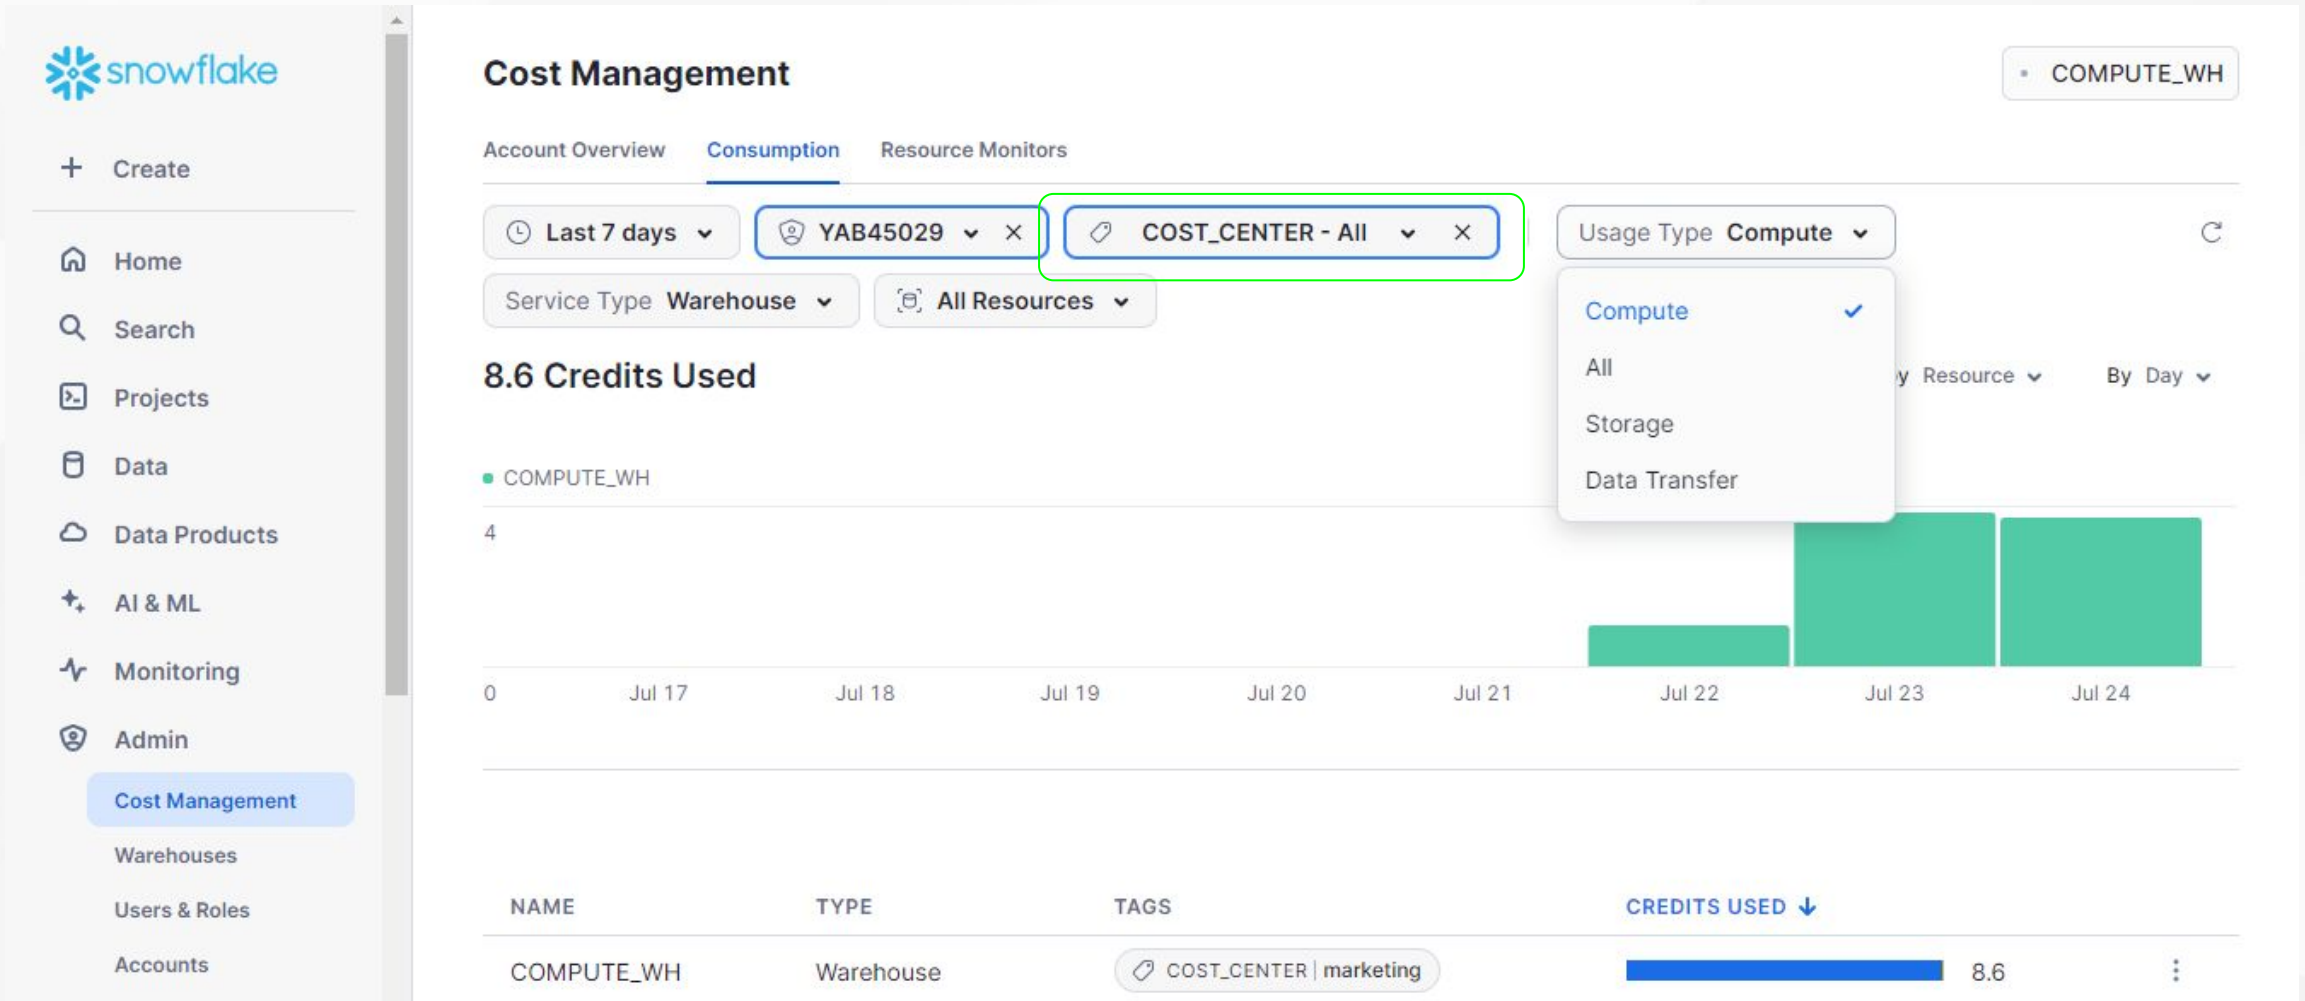 snowflake
Create
Home
Search
Projects
Data
Data Products
AI & ML
Monitoring
Admin
Cost Management
Warehouses
Users & Roles
Accounts
Cost Management
COMPUTE_WH
Account Overview Consumption Resource Monitors
Last 7 days YAB45029 COST_CENTER - All Usage Type Compute
Service Type Warehouse All Resources
Compute
All
Storage
Data Transfer
8.6 Credits Used
y Resource By Day
COMPUTE_WH
4
0 Jul 17 Jul 18 Jul 19 Jul 20 Jul 21 Jul 22 Jul 23 Jul 24
NAME TYPE TAGS CREDITS USED
COMPUTE_WH Warehouse COST_CENTER | marketing 8.6